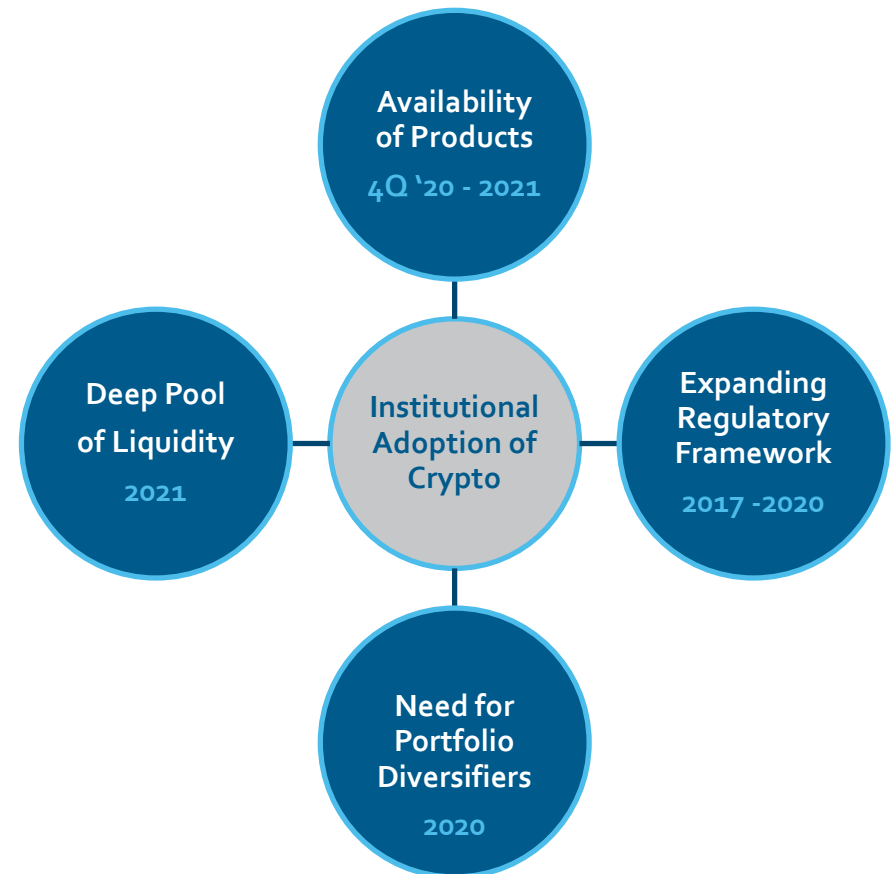 Availability
of Products
4Q ‘20 - 2021
Deep Pool
of Liquidity
2021
Institutional
Adoption of
Crypto
Expanding
Regulatory
Framework
2017 -2020
Need for
Portfolio
Diversifiers
2020